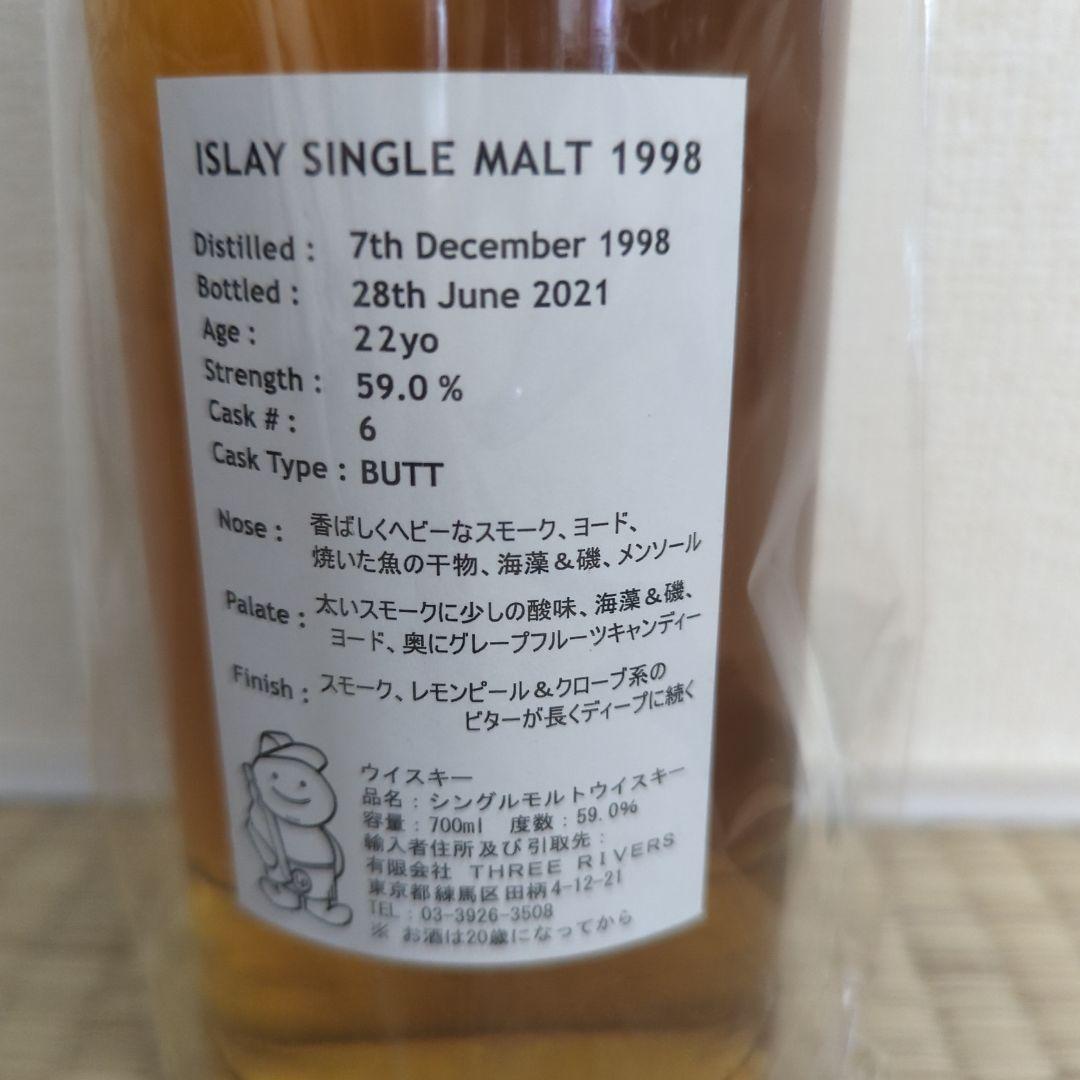 ISLAY SINGLE MALT 1998
Distilled : 7th December 1998
Bottled : 28th June 2021
Age : 22yo
Strength : 59.0 %
Cask # : 6
Cask Type : BUTT
Nose : 香ばしくヘビーなスモーク、ヨード、
焼いた魚の干物、海藻&磯、メンソール
Palate : 太いスモークに少しの酸味、海藻&磯、
ヨード、奥にグレープフルーツキャンディー
Finish : スモーク、レモンピール&クローブ系の
ビターが長くディープに続く
ウイスキー
品名 : シングルモルトウイスキー
容量 : 700ml 度数 : 59.0%
輸入者住所及び引取先 :
有限会社 THREE RIVERS
東京都練馬区田柄4-12-21
TEL : 03-3926-3508
※ お酒は20歳になってから